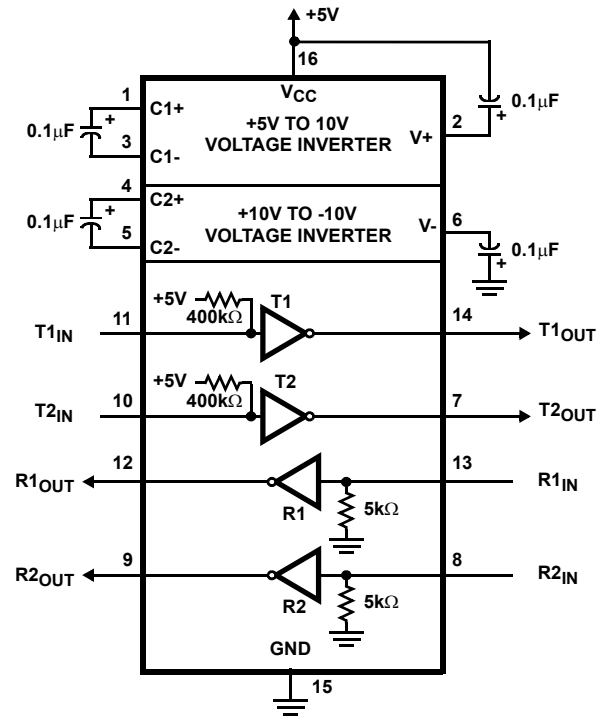 +5V
16
VCC
1
C1+
+
0.1μF
3
C1-
+5V TO 10V
VOLTAGE INVERTER
V+
2
+
0.1μF
4
C2+
+
0.1μF
5
C2-
+10V TO -10V
VOLTAGE INVERTER
V-
6
0.1μF
+
+5V
400kΩ
T1
T1IN
11
14
T1OUT
+5V
400kΩ
T2
T2IN
10
7
T2OUT
R1OUT
12
R1
5kΩ
13
R1IN
R2OUT
9
R2
5kΩ
8
R2IN
GND
15